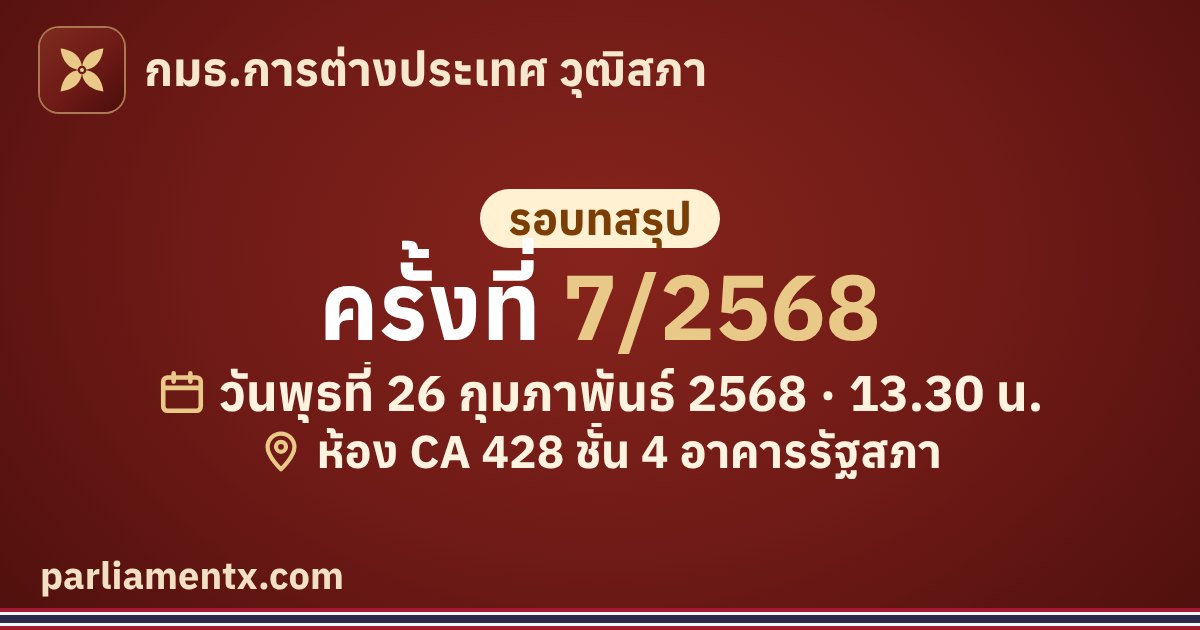 กมธ.การต่างประเทศ วุฒิสภา
รอบทสรุป
ครั้งที่ 7/2568
วันพุธที่ 26 กุมภาพันธ์ 2568 · 13.30 น.
ห้อง CA 428 ชั้น 4 อาคารรัฐสภา
parliamentx.com